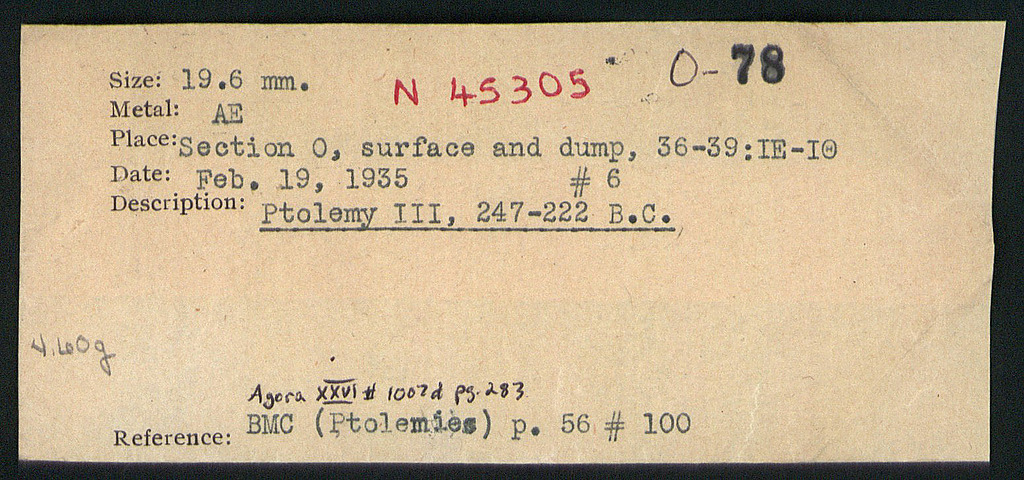 O-78
N 45305
Size: 19.6 mm.
Metal: AE
Place: Section O, surface and dump, 36-39:IE-IΘ
Date: Feb. 19, 1935 # 6
Description: Ptolemy III, 247-222 B.C.
4.60g
Agora XXVI # 1007d pg. 283
Reference: BMC (Ptolemies) p. 56 # 100